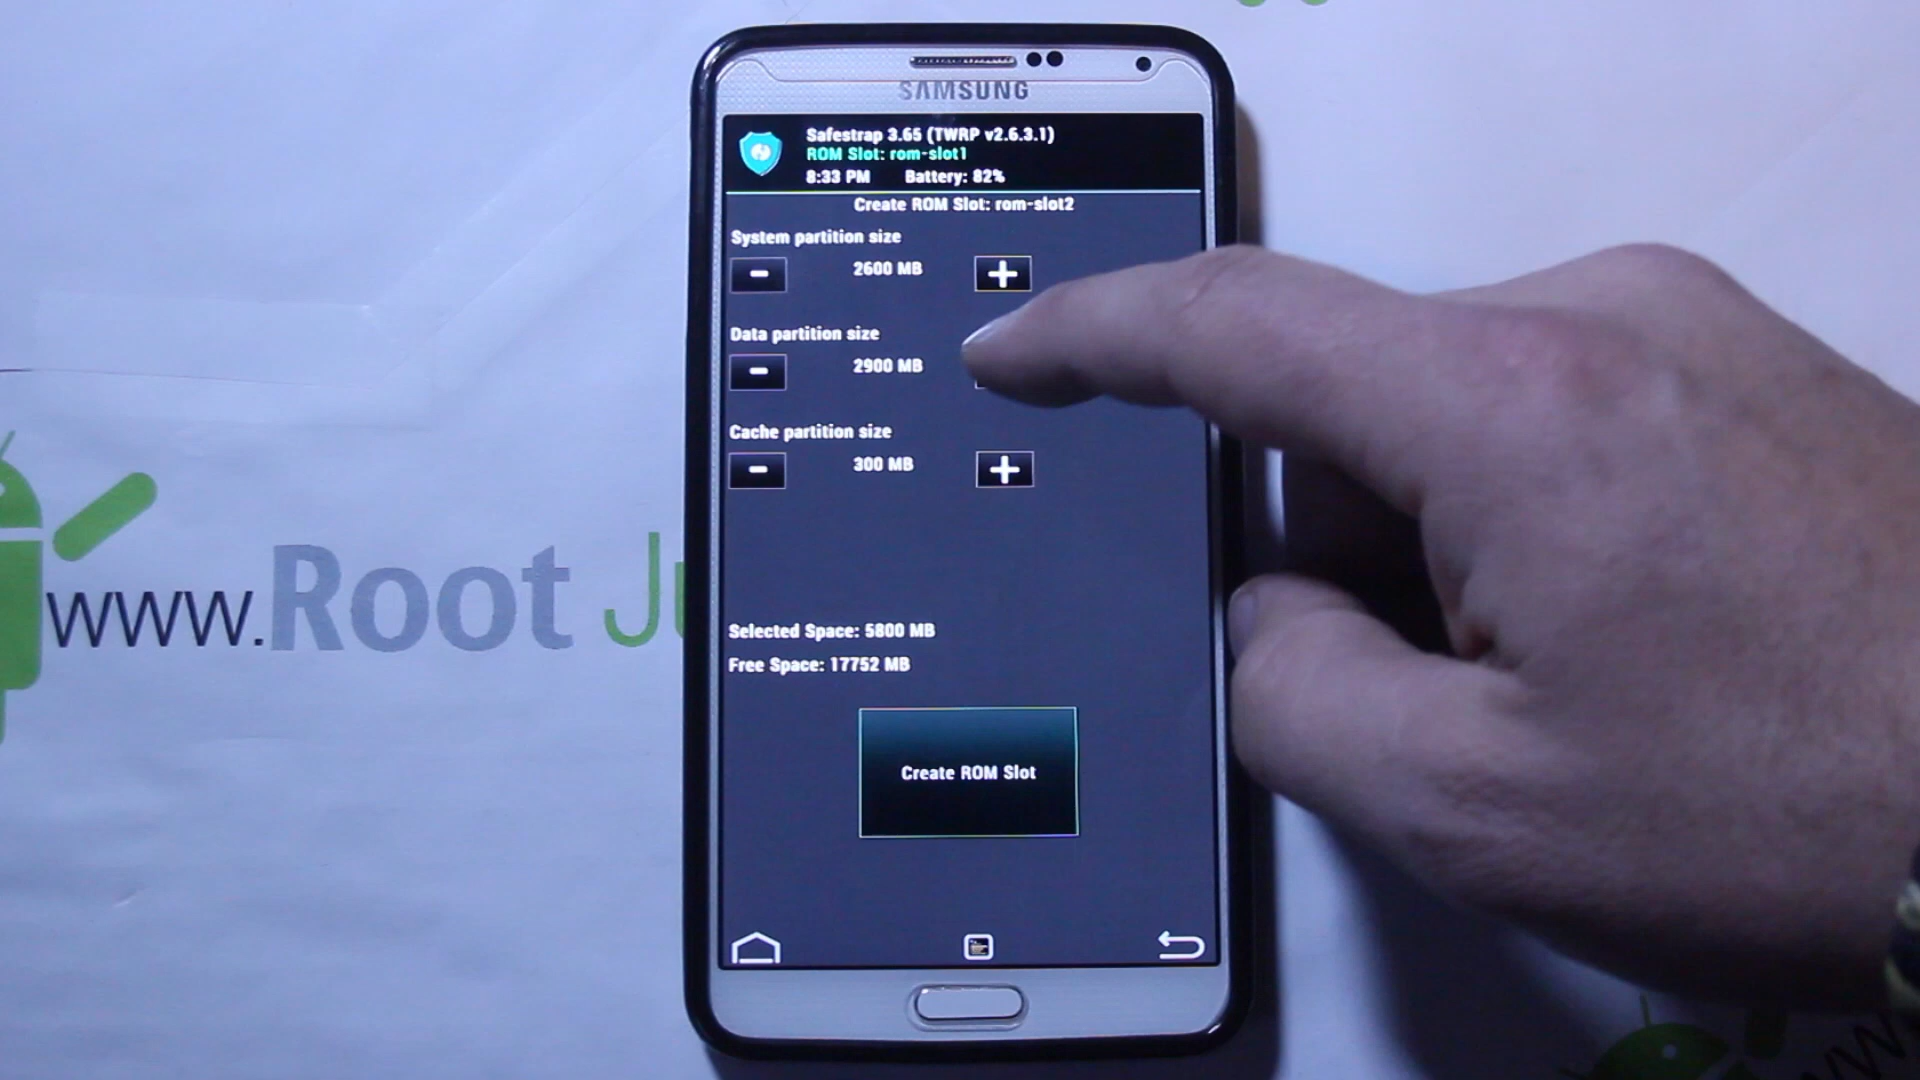 SAMSUNG
Safestrap 3.65 (TWRP v2.6.3.1)
ROM Slot: rom-slot1
8:33 PM Battery: 82%
Create ROM Slot: rom-slot2
System partition size
- 2600 MB +
Data partition size
- 2900 MB
Cache partition size
- 300 MB +
Selected Space: 5800 MB
Free Space: 17752 MB
Create ROM Slot
www.Root Ju